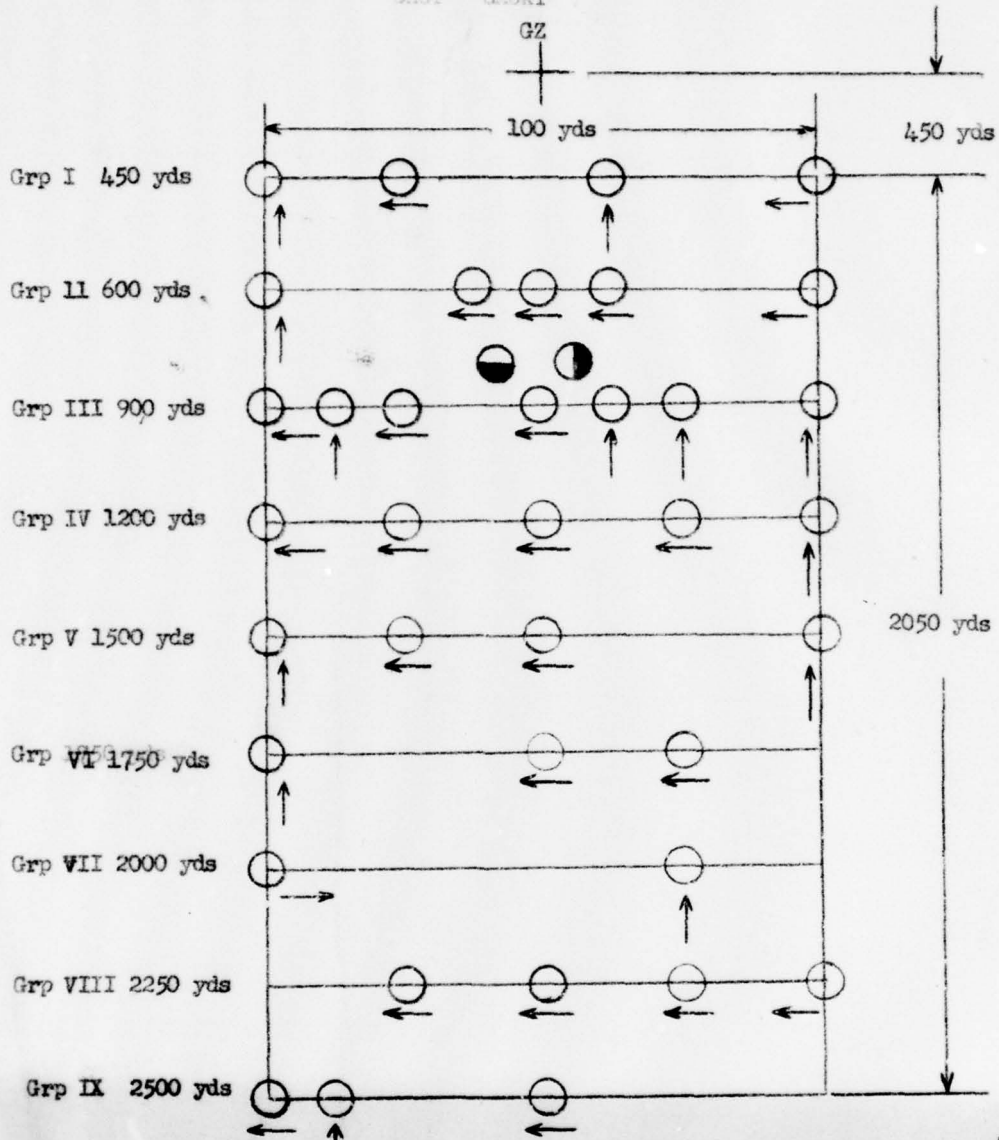 GZ
100 yds
450 yds
Grp I 450 yds
Grp 11 600 yds
Grp III 900 yds
Grp IV 1200 yds
Grp V 1500 yds
2050 yds
Grp VI 1750 yds
Grp VII 2000 yds
Grp VIII 2250 yds
Grp IX 2500 yds